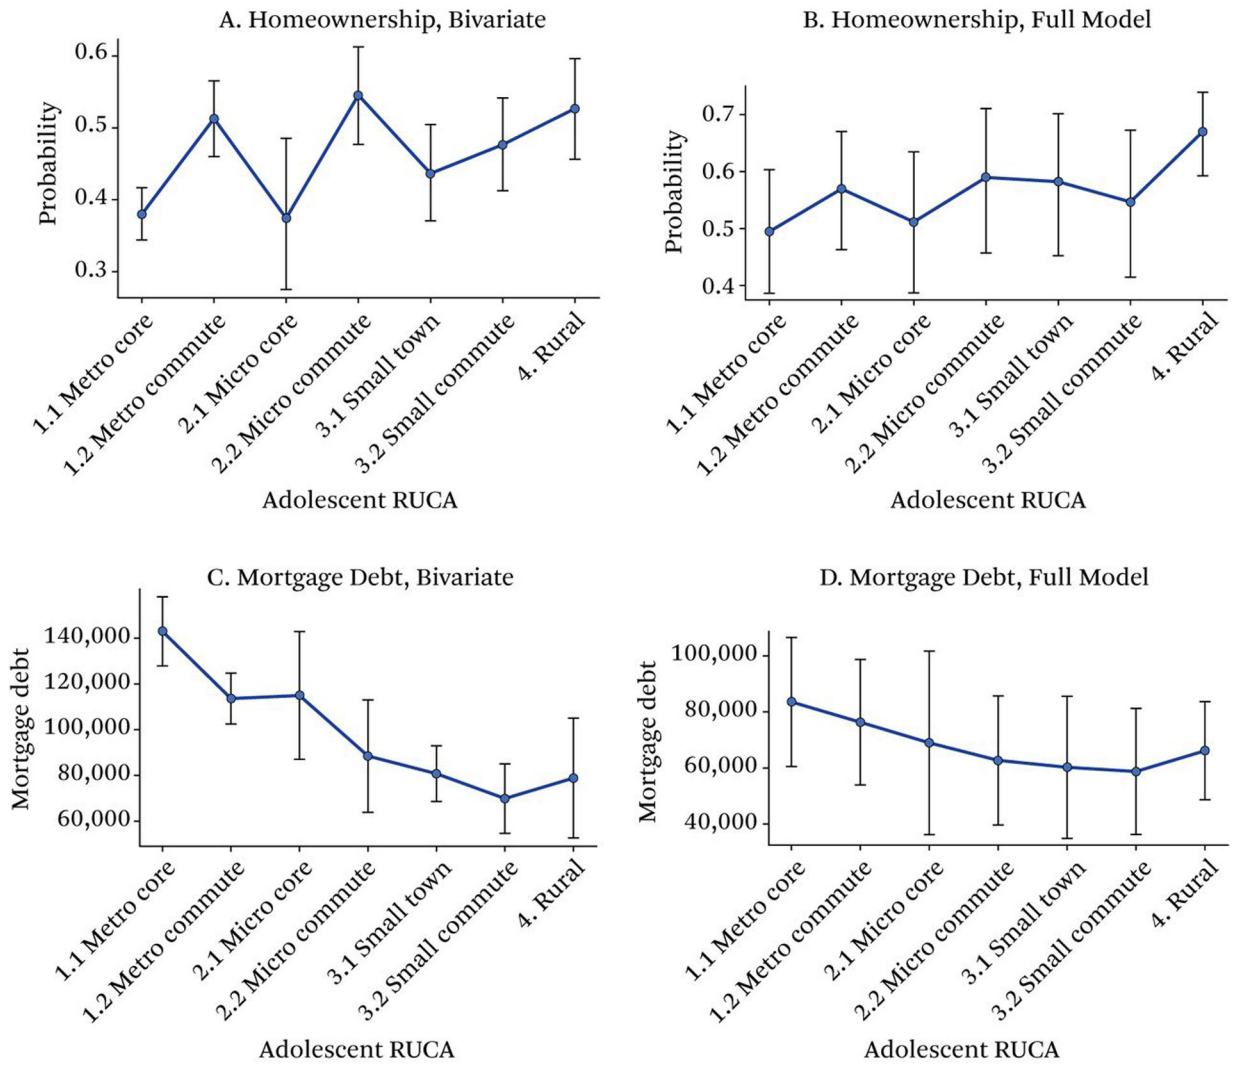 A. Homeownership, Bivariate
0.6
0.5
0.4
0.3
Probability
1.1 Metro core
1.2 Metro commute
2.1 Micro core
2.2 Micro commute
3.1 Small town
3.2 Small commute
4. Rural
Adolescent RUCA
B. Homeownership, Full Model
0.7
0.6
0.5
0.4
Probability
1.1 Metro core
1.2 Metro commute
2.1 Micro core
2.2 Micro commute
3.1 Small town
3.2 Small commute
4. Rural
Adolescent RUCA
C. Mortgage Debt, Bivariate
140,000
120,000
100,000
80,000
60,000
Mortgage debt
1.1 Metro core
1.2 Metro commute
2.1 Micro core
2.2 Micro commute
3.1 Small town
3.2 Small commute
4. Rural
Adolescent RUCA
D. Mortgage Debt, Full Model
100,000
80,000
60,000
40,000
Mortgage debt
1.1 Metro core
1.2 Metro commute
2.1 Micro core
2.2 Micro commute
3.1 Small town
3.2 Small commute
4. Rural
Adolescent RUCA